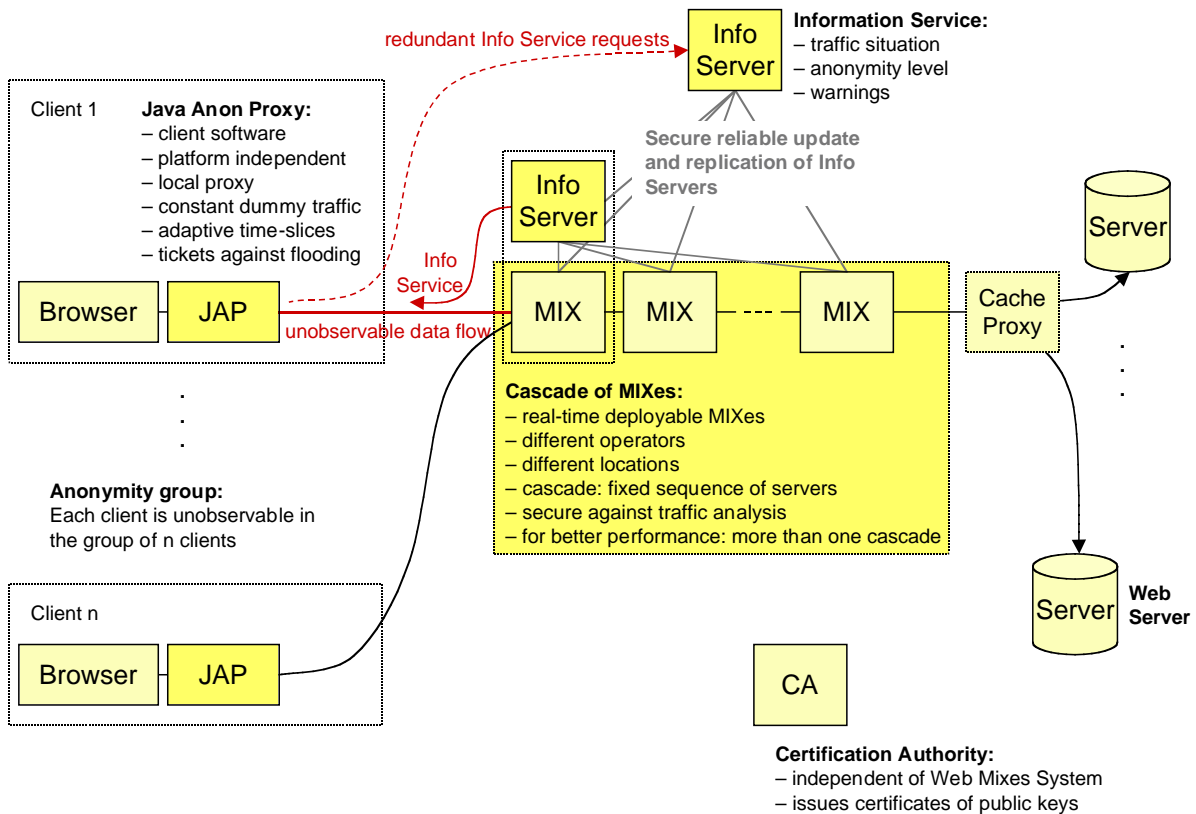 redundant Info Service requests
Info
Server
Information Service:
– traffic situation
– anonymity level
– warnings
Client 1
Java Anon Proxy:
– client software
– platform independent
– local proxy
– constant dummy traffic
– adaptive time-slices
– tickets against flooding
Secure reliable update
and replication of Info
Servers
Info
Server
Info
Service
Browser
JAP
unobservable data flow
MIX
MIX
MIX
Cache
Proxy
Server
.
.
.
Cascade of MIXes:
– real-time deployable MIXes
– different operators
– different locations
– cascade: fixed sequence of servers
– secure against traffic analysis
– for better performance: more than one cascade
.
.
.
Anonymity group:
Each client is unobservable in
the group of n clients
Server
Web
Server
Client n
Browser
JAP
CA
Certification Authority:
– independent of Web Mixes System
– issues certificates of public keys